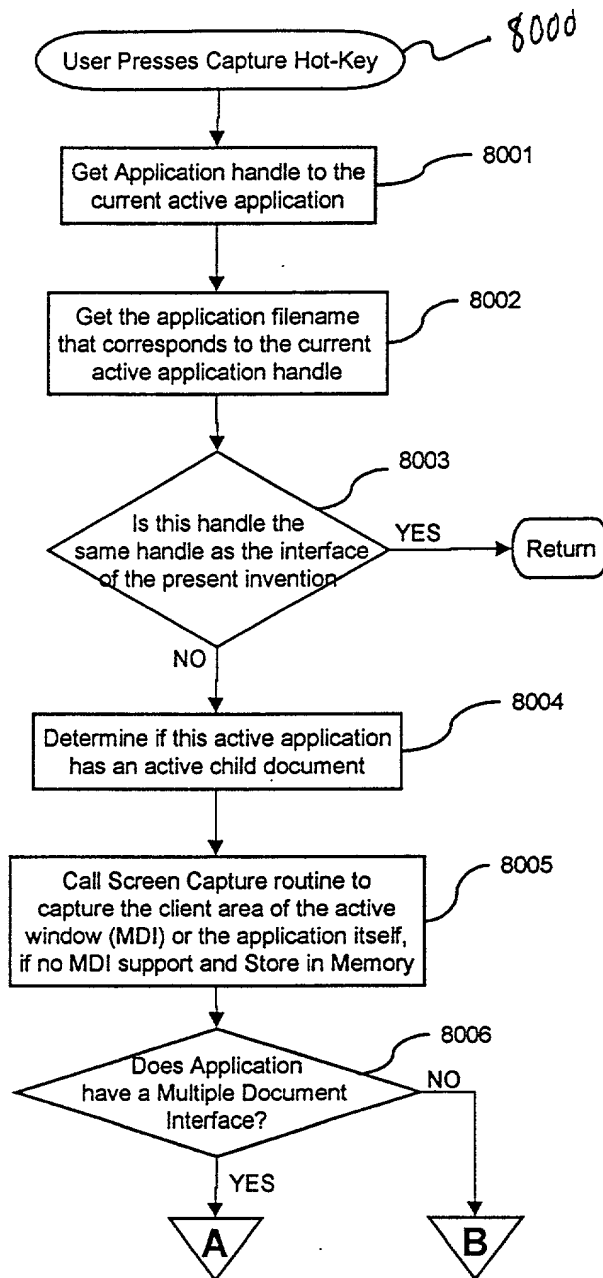 8000
User Presses Capture Hot-Key
8001
Get Application handle to the
current active application
8002
Get the application filename
that corresponds to the current
active application handle
8003
Is this handle the
same handle as the interface
of the present invention
YES
Return
NO
8004
Determine if this active application
has an active child document
8005
Call Screen Capture routine to
capture the client area of the active
window (MDI) or the application itself,
if no MDI support and Store in Memory
8006
Does Application
have a Multiple Document
Interface?
NO
YES
A
B